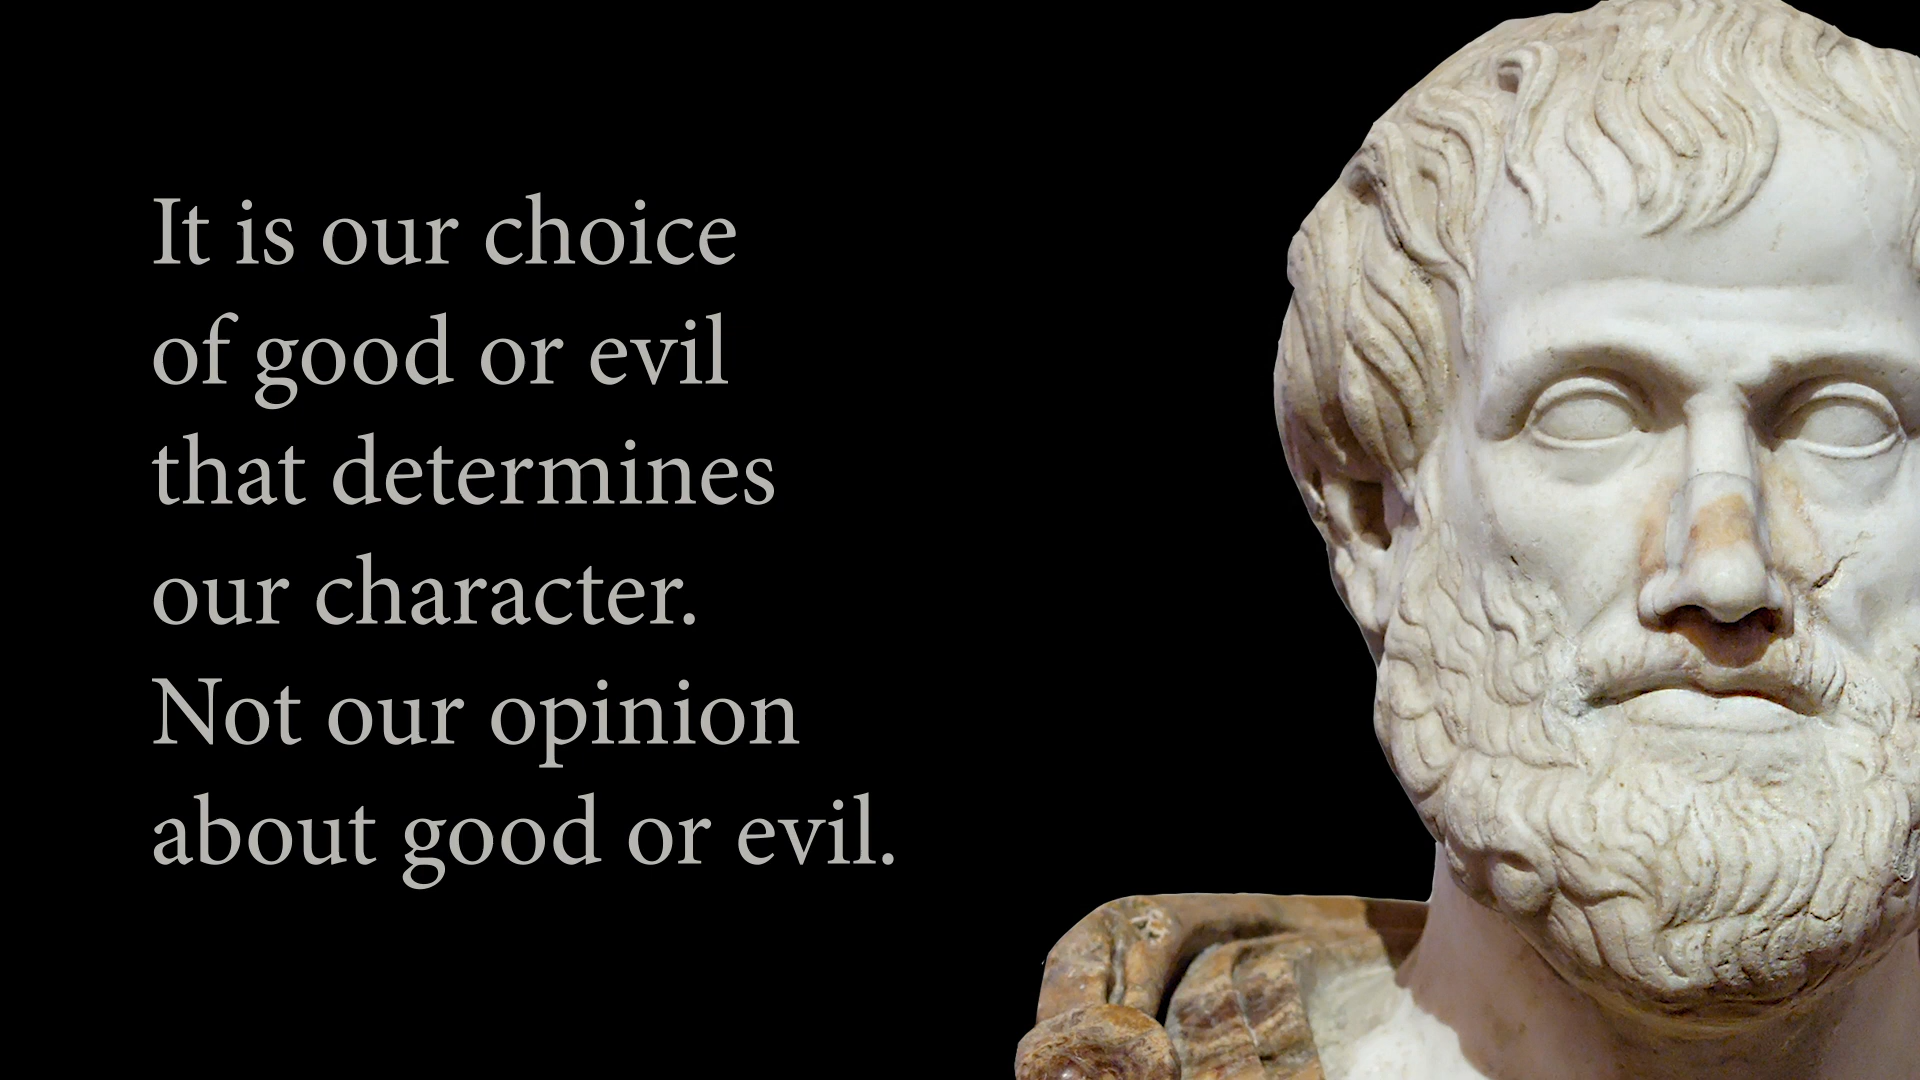 It is our choice
of good or evil
that determines
our character.
Not our opinion
about good or evil.